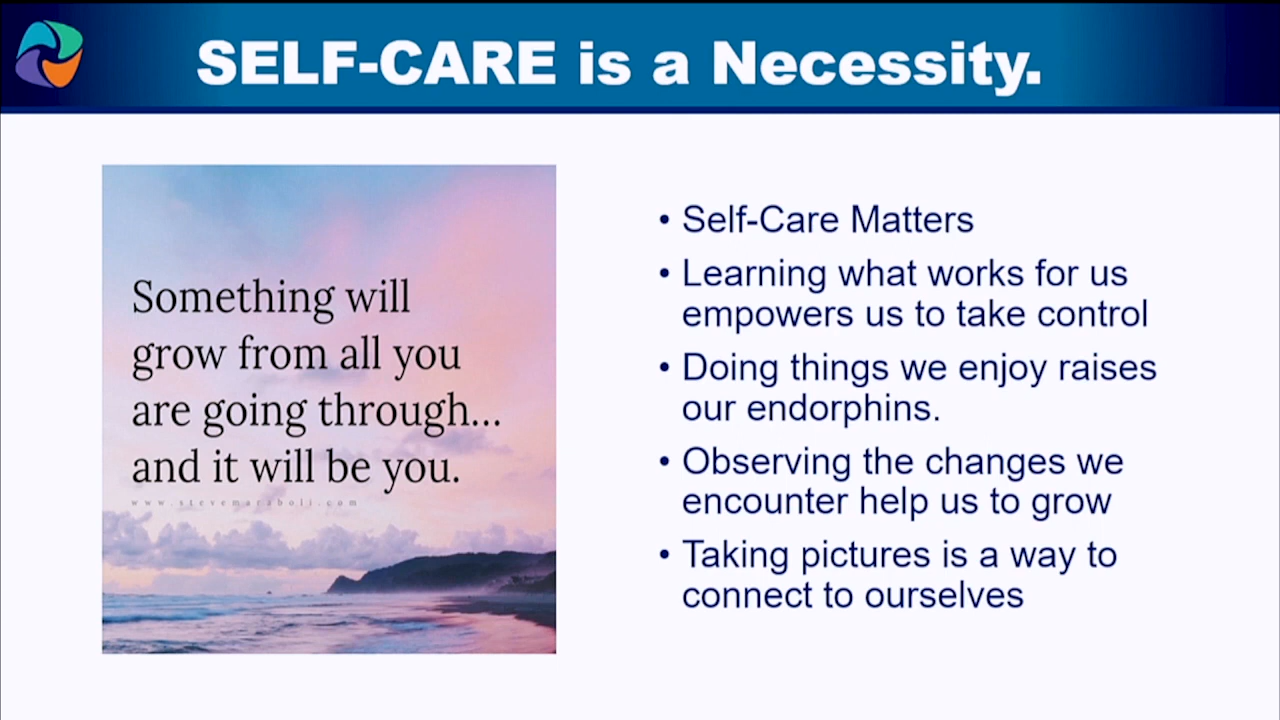 SELF-CARE is a Necessity.
Something will
grow from all you
are going through...
and it will be you.
www.stevemaraboli.com
• Self-Care Matters
• Learning what works for us
empowers us to take control
• Doing things we enjoy raises
our endorphins.
• Observing the changes we
encounter help us to grow
• Taking pictures is a way to
connect to ourselves